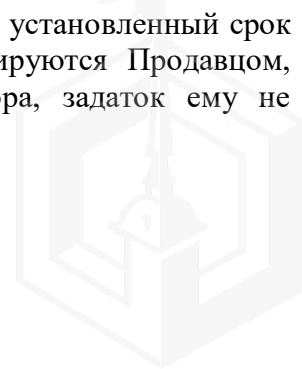 установленный срок
ируются Продавцом,
ра, задаток ему не